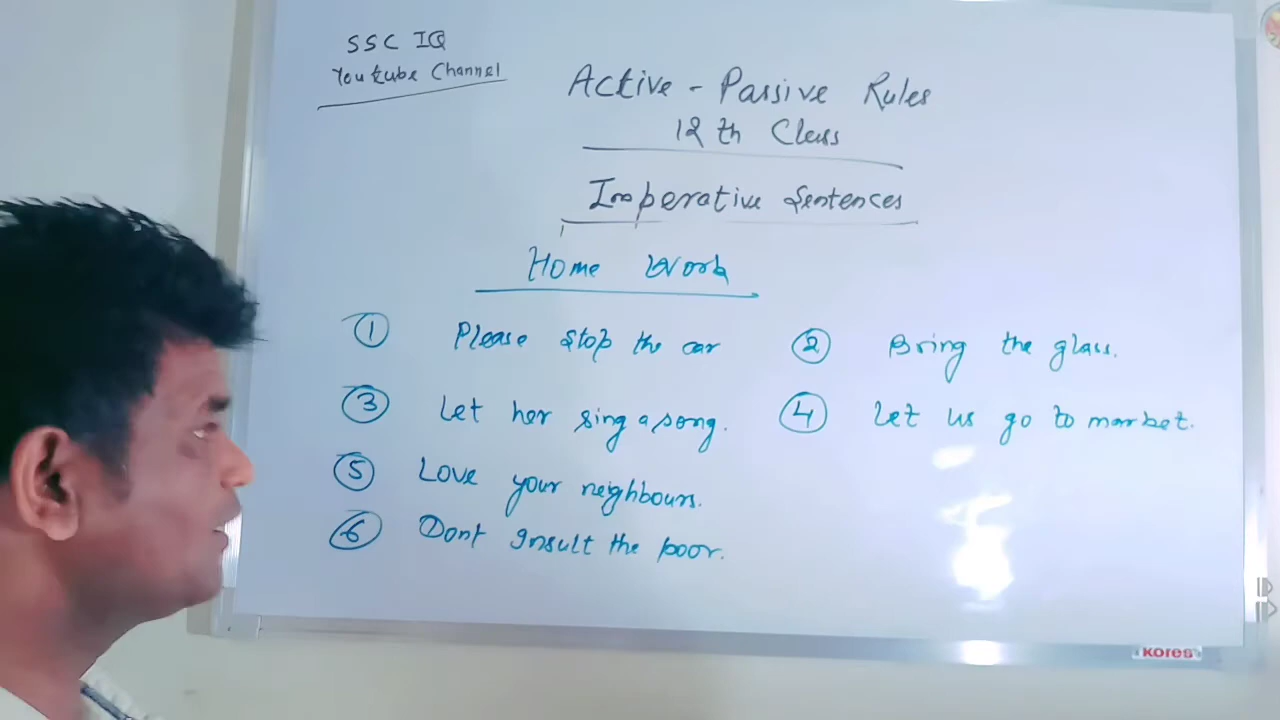 SSC IQ
Youtube Channel
Active - Passive Rules
12 th Class
Imperative Sentences
Home Work
① Please Stop the car ② Bring the glass.
③ Let her sing a song. ④ Let us go to market.
⑤ Love your neighbours.
⑥ Dont insult the poor.
kores